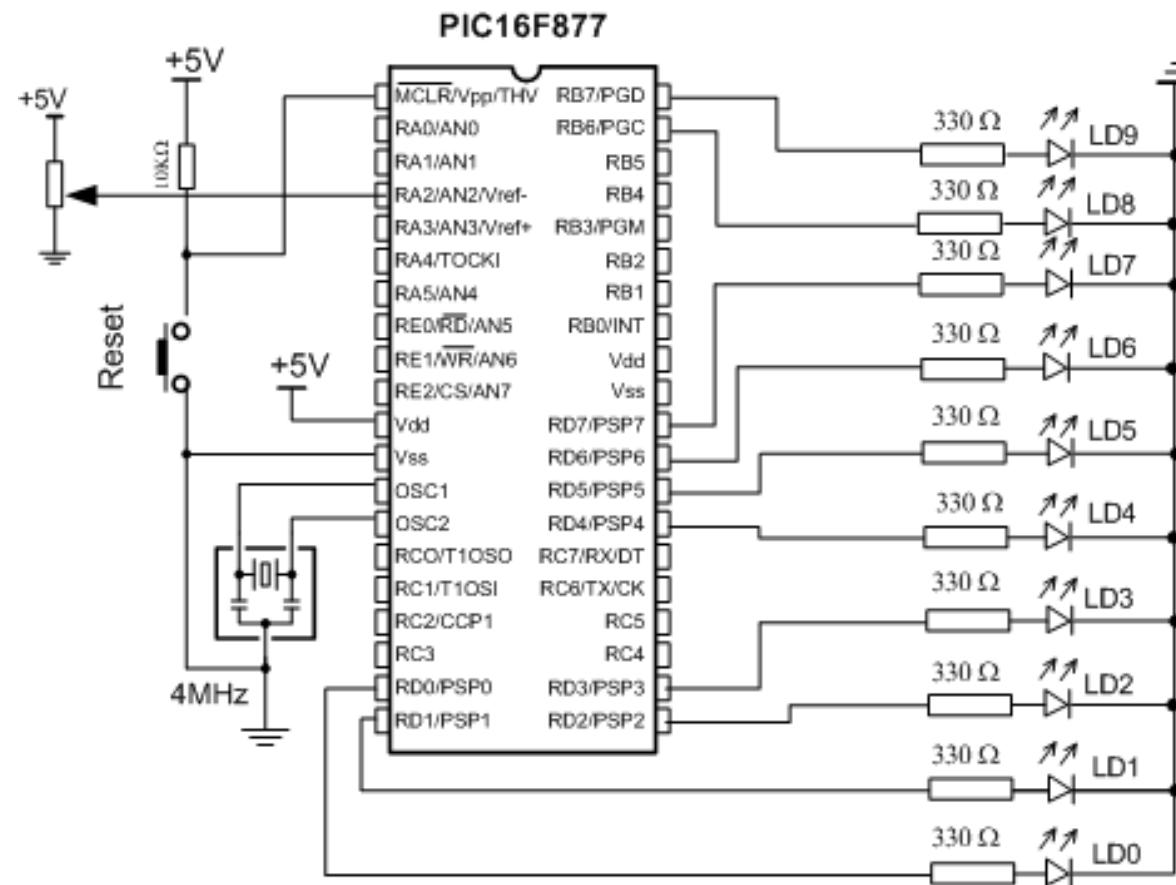 PIC16F877
+5V
+5V
10KΩ
Reset
+5V
4MHz
MCLR/Vpp/THV
RA0/AN0
RA1/AN1
RA2/AN2/Vref-
RA3/AN3/Vref+
RA4/TOCKI
RA5/AN4
RE0/RD/AN5
RE1/WR/AN6
RE2/CS/AN7
Vdd
Vss
OSC1
OSC2
RCO/T1OSO
RC1/T1OSI
RC2/CCP1
RC3
RD0/PSP0
RD1/PSP1
RB7/PGD
RB6/PGC
RB5
RB4
RB3/PGM
RB2
RB1
RB0/INT
Vdd
Vss
RD7/PSP7
RD6/PSP6
RD5/PSP5
RD4/PSP4
RC7/RX/DT
RC6/TX/CK
RC5
RC4
RD3/PSP3
RD2/PSP2
330 Ω
LD9
330 Ω
LD8
330 Ω
LD7
330 Ω
LD6
330 Ω
LD5
330 Ω
LD4
330 Ω
LD3
330 Ω
LD2
330 Ω
LD1
330 Ω
LD0